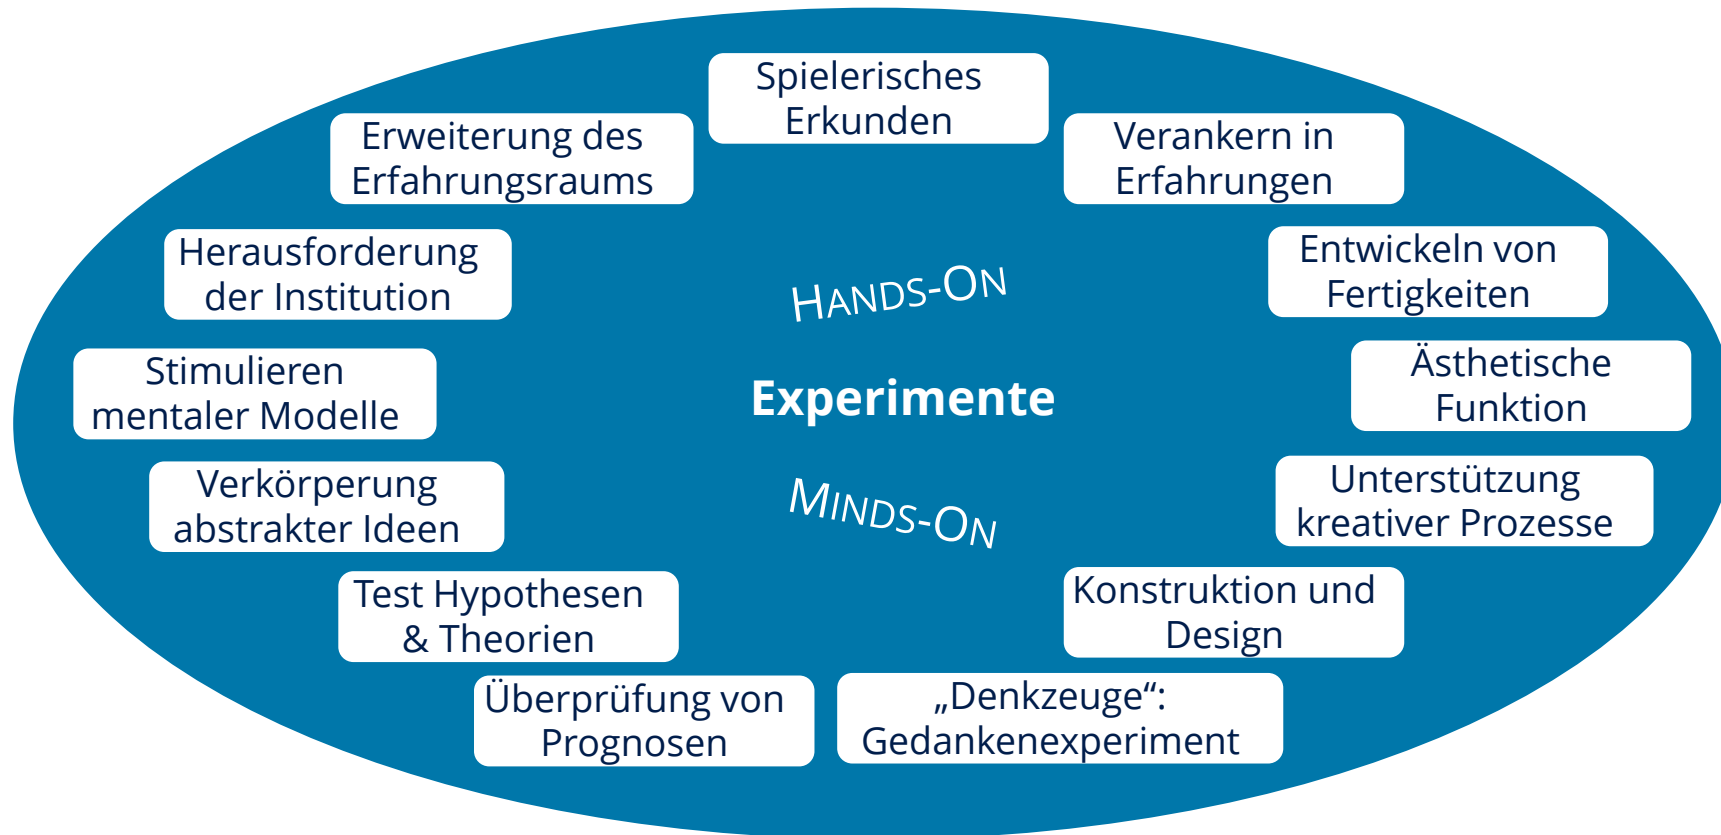 Spielerisches
Erkunden
Erweiterung des
Erfahrungsraums
Verankern in
Erfahrungen
Herausforderung
der Institution
HANDS-ON
Entwickeln von
Fertigkeiten
Stimulieren
mentaler Modelle
Experimente
Ästhetische
Funktion
Verkörperung
abstrakter Ideen
MINDS-ON
Unterstützung
kreativer Prozesse
Test Hypothesen
& Theorien
Konstruktion und
Design
Überprüfung von
Prognosen
„Denkzeuge“:
Gedankenexperiment